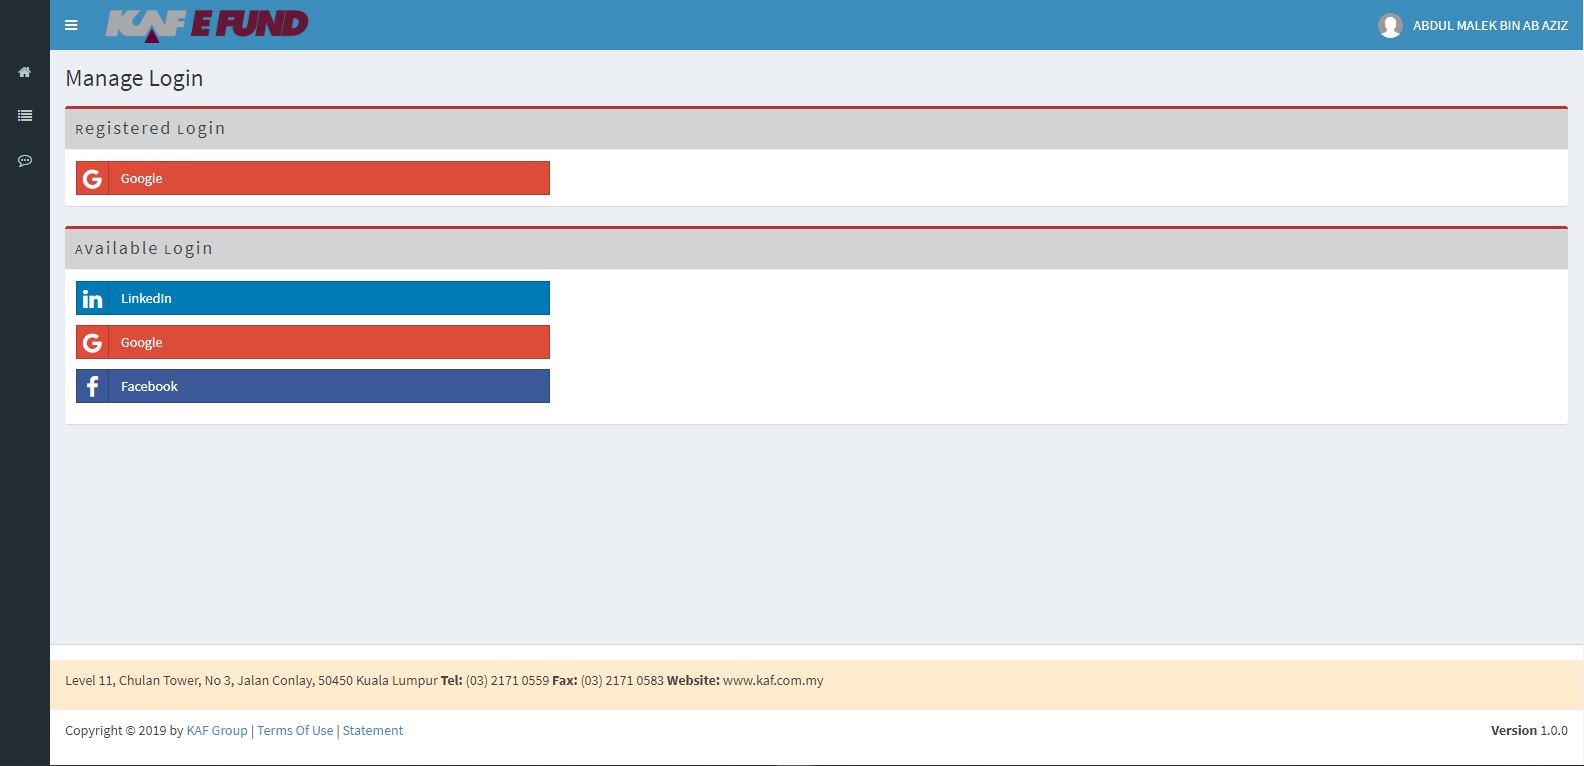 KAF E FUND
ABDUL MALEK BIN AB AZIZ
Manage Login
Registered Login
Google
Available Login
LinkedIn
Google
Facebook
Level 11, Chulan Tower, No 3, Jalan Conlay, 50450 Kuala Lumpur Tel: (03) 2171 0559 Fax: (03) 2171 0583 Website: www.kaf.com.my
Copyright © 2019 by KAF Group | Terms Of Use | Statement
Version 1.0.0